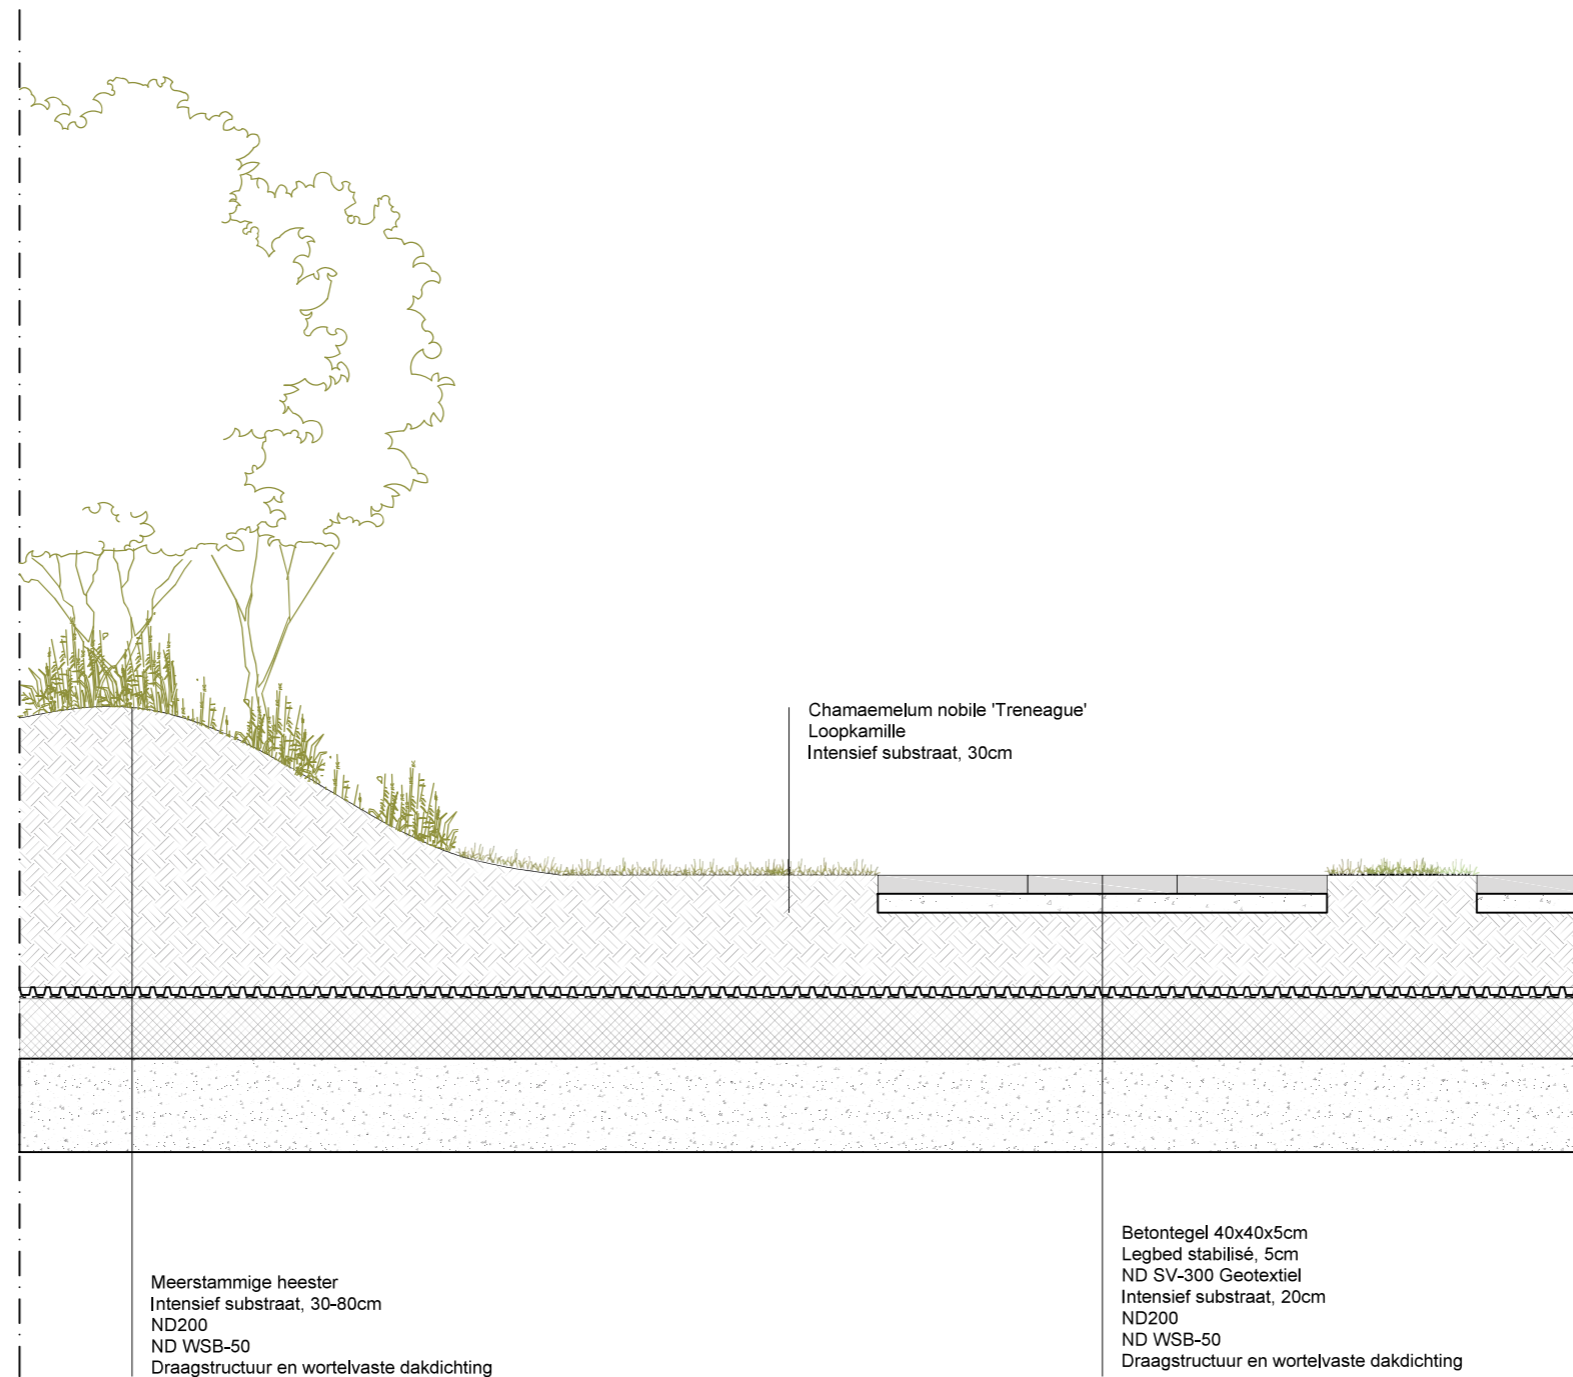 Chamaemelum nobile 'Treneague'
Loopkamille
Intensief substraat, 30cm
Meerstammige heester
Intensief substraat, 30-80cm
ND200
ND WSB-50
Draagstructuur en wortelvaste dakdichting
Betontegel 40x40x5cm
Legbed stabilisé, 5cm
ND SV-300 Geotextiel
Intensief substraat, 20cm
ND200
ND WSB-50
Draagstructuur en wortelvaste dakdichting